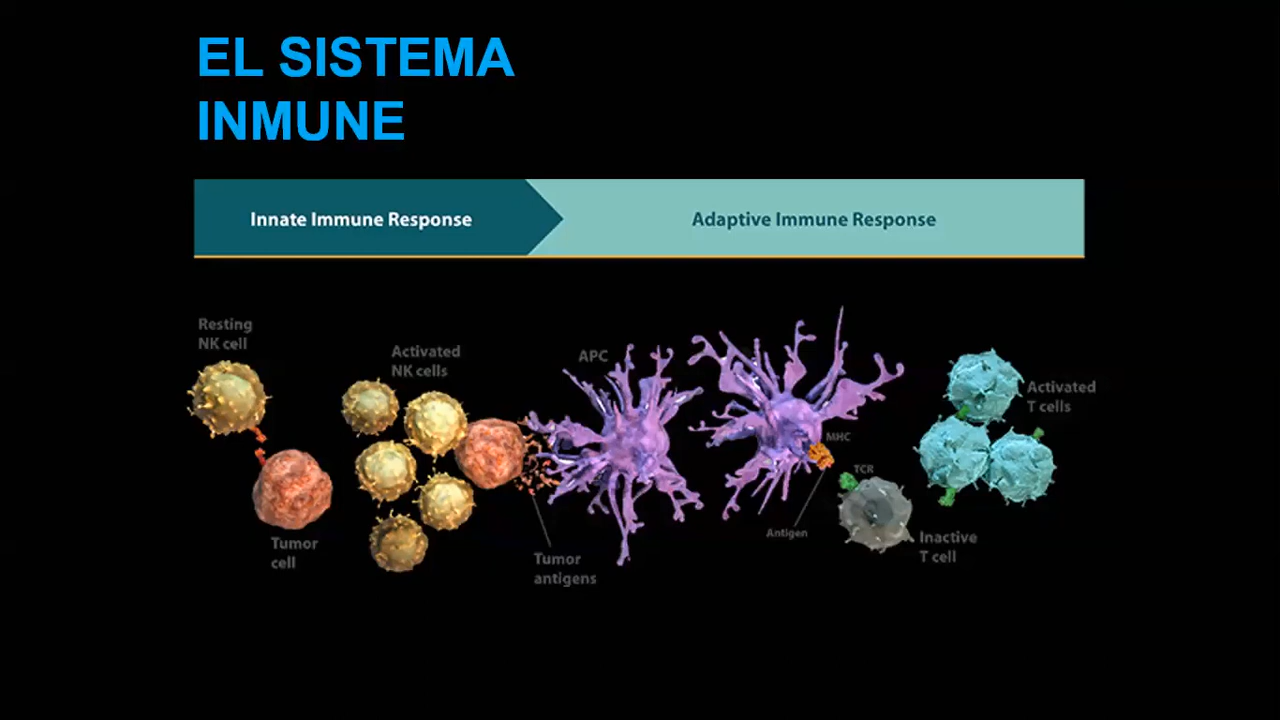 EL SISTEMA
INMUNE
Innate Immune Response
Adaptive Immune Response
Resting
NK cell
Tumor
cell
Activated
NK cells
APC
Tumor
antigens
MHC
TCR
Antigen
Inactive
T cell
Activated
T cells